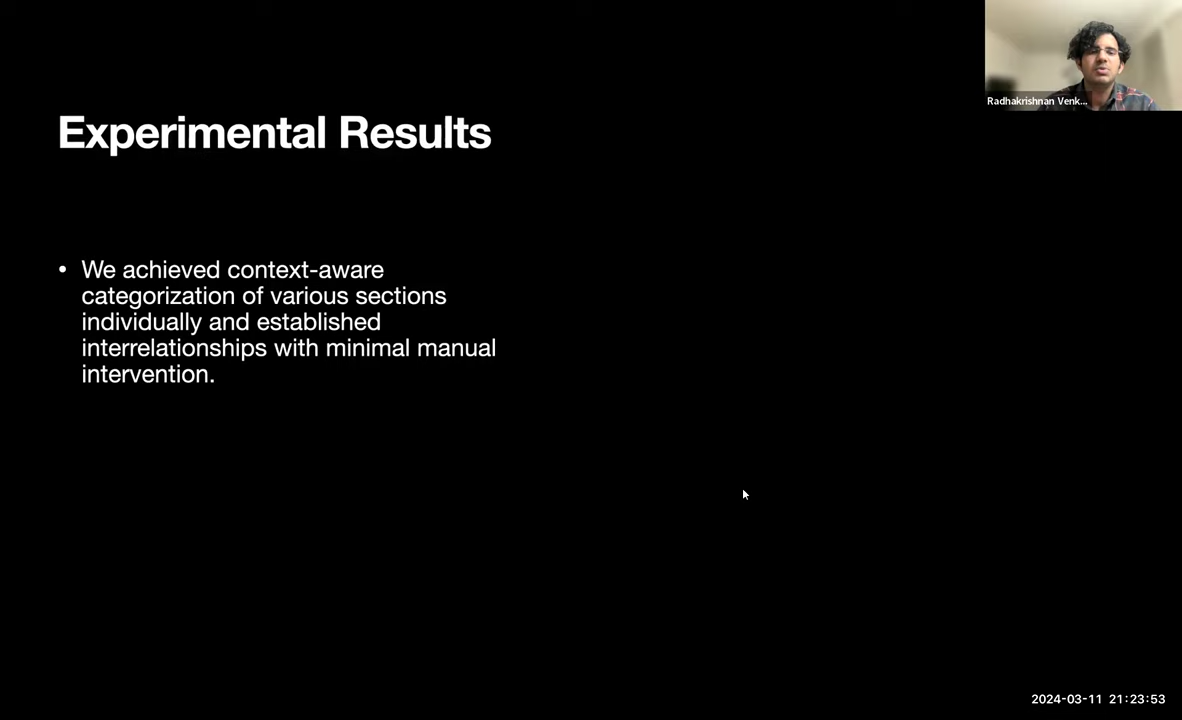 Radhakrishnan Venk...
Experimental Results
• We achieved context-aware
categorization of various sections
individually and established
interrelationships with minimal manual
intervention.
2024-03-11 21:23:53